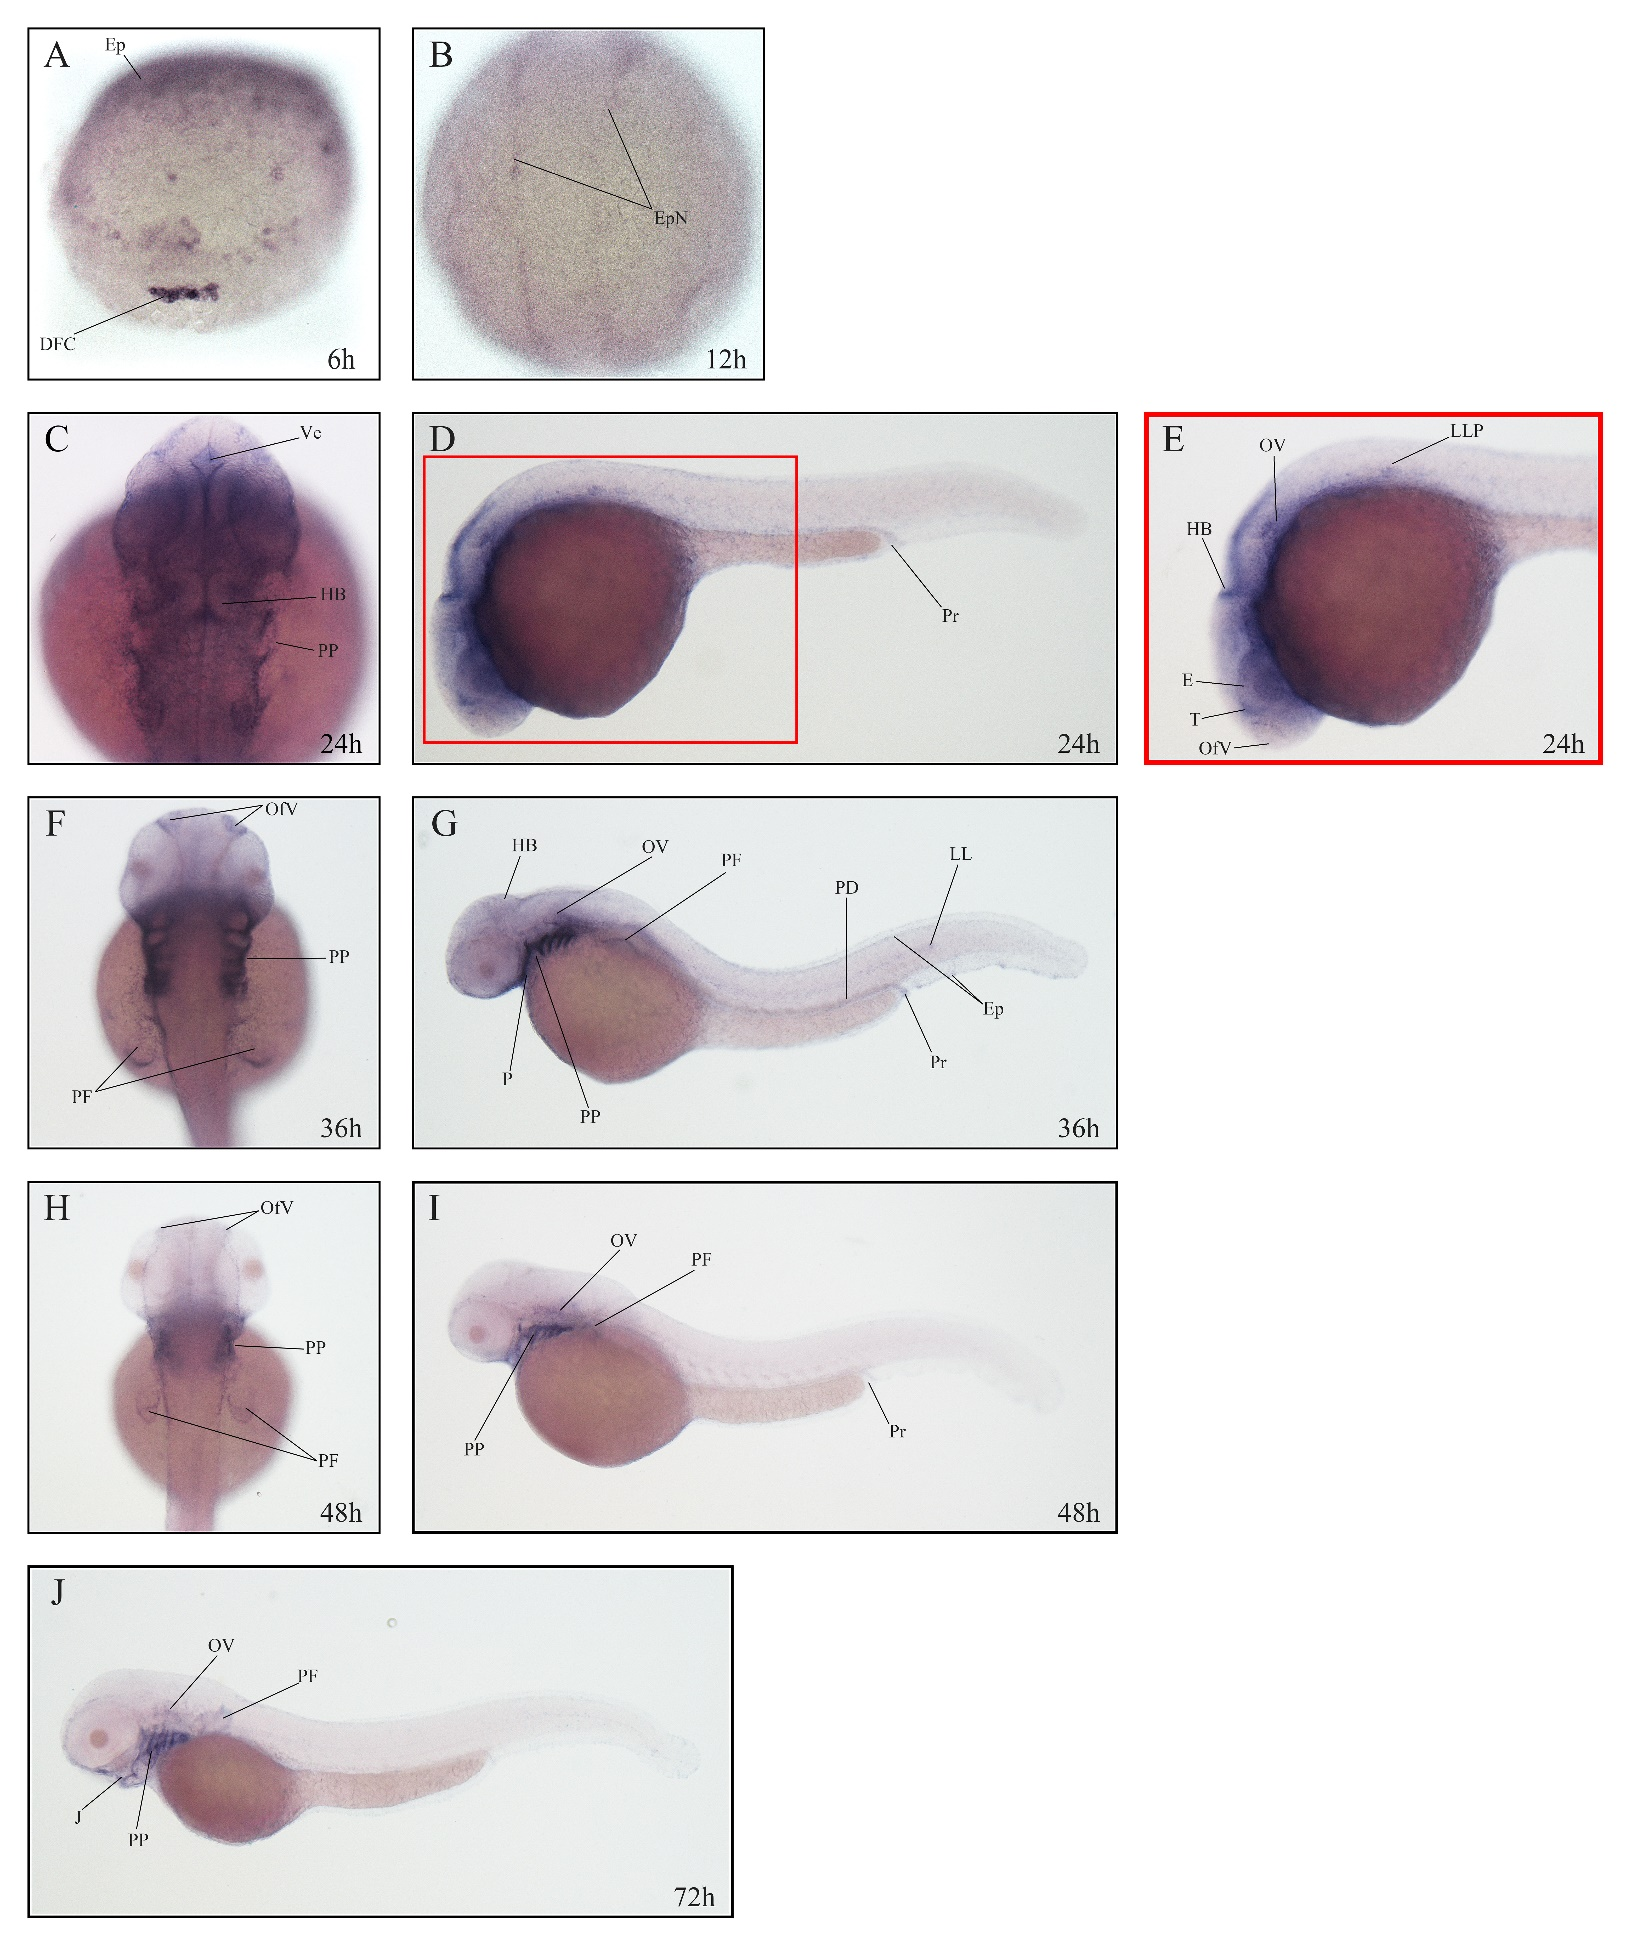 A
Ep
DFC
6h
B
EpN
12h
C
Ve
HB
PP
24h
D
Pr
24h
E
OV
LLP
HB
E
T
OfV
24h
F
OfV
PP
PF
36h
G
HB
OV
PF
PD
LL
Ep
P
PP
Pr
36h
H
OfV
PP
PF
48h
I
OV
PF
PP
Pr
48h
J
OV
PF
J
PP
72h